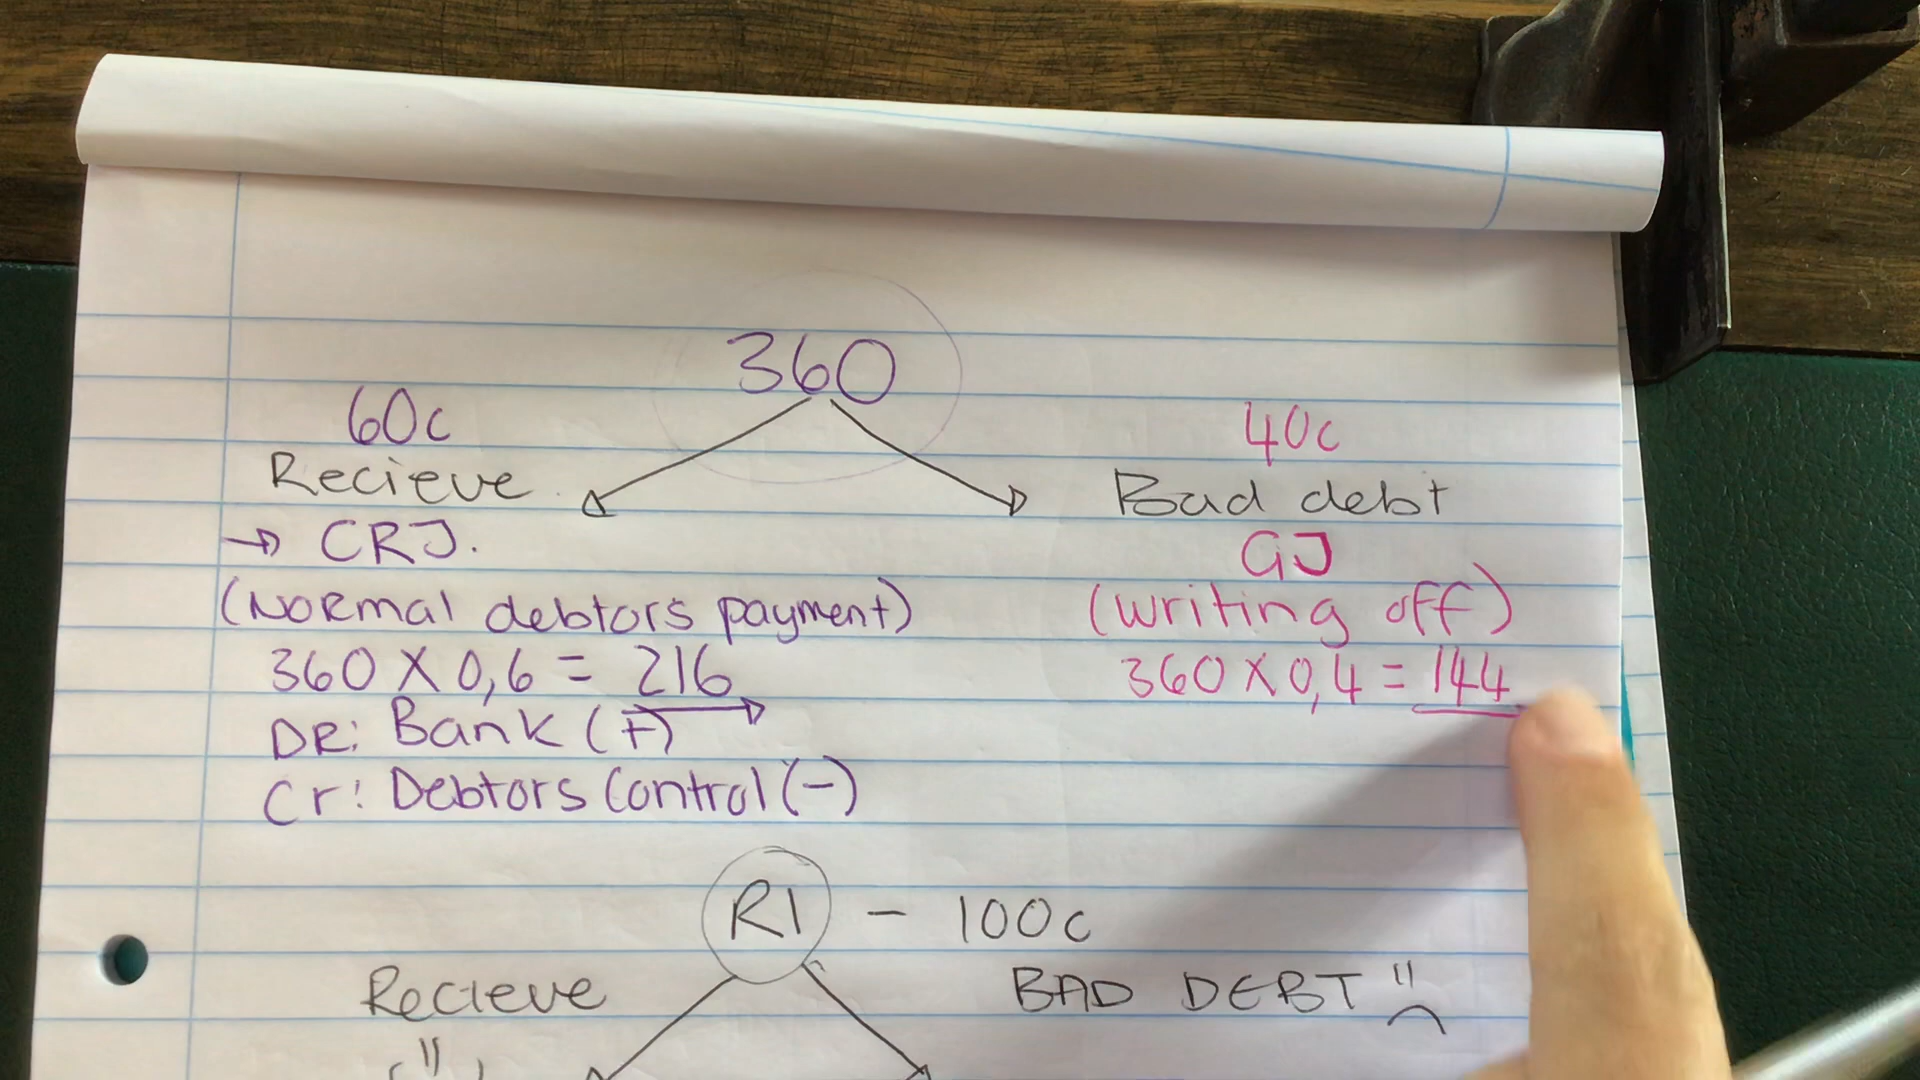 360
60c
Recieve
→ CRJ.
(Normal debtors payment)
360 X 0,6 = 216
DR: Bank (+)
Cr: Debtors Control (-)
40c
Bad debt
GJ
(writing off)
360 X 0,4 = 144
R1 - 100c
Recieve
BAD DEBT